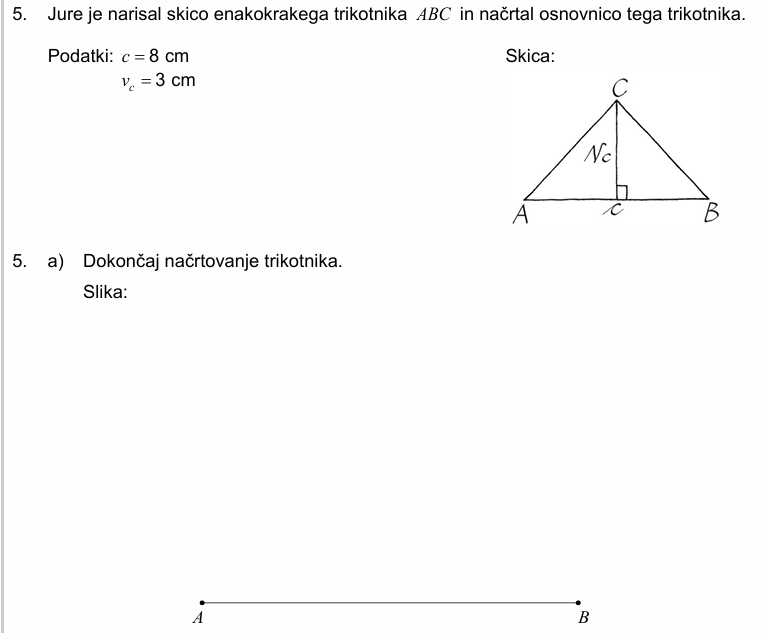 5. Jure je narisal skico enakokrakega trikotnika ABC in načrtal osnovnico tega trikotnika.
Podatki: c = 8 cm Skica:
v_c = 3 cm
C
N_c
A c B
5. a) Dokončaj načrtovanje trikotnika.
Slika:
A B